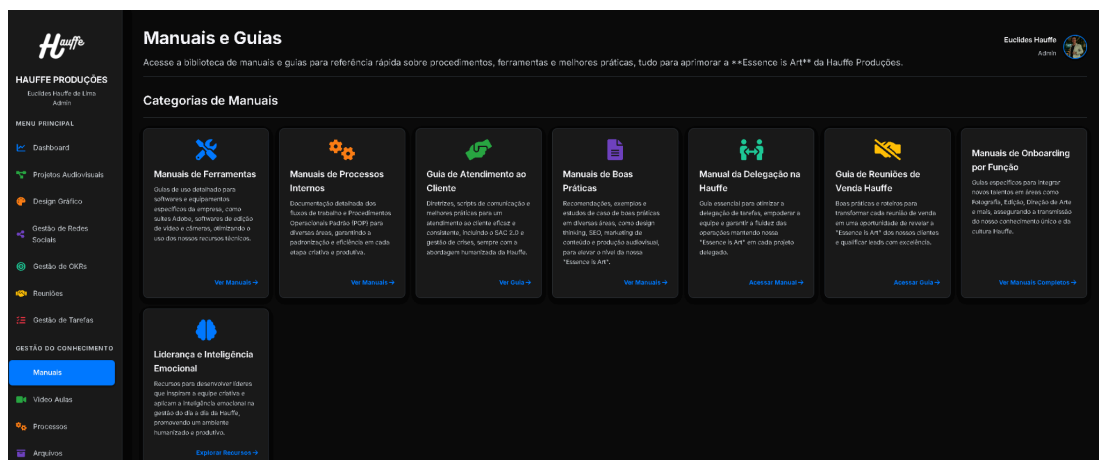 Hauffe
HAUFFE PRODUÇÕES
Euclides Hauffe de Lima
Admin
MENU PRINCIPAL
Dashboard
Projetos Audiovisuais
Design Gráfico
Gestão de Redes
Sociais
Gestão de OKRs
Reuniões
Gestão de Tarefas
GESTÃO DO CONHECIMENTO
Manuais
Vídeo Aulas
Processos
Arquivos
Manuais e Guias
Acesse a biblioteca de manuais e guias para referência rápida sobre procedimentos, ferramentas e melhores práticas, tudo para aprimorar a **Essence is Art** da Hauffe Produções.
Euclides Hauffe
Admin
Categorias de Manuais
Manuais de Ferramentas
Guias de uso detalhado para
softwares e equipamentos
específicos da empresa, como
suítes Adobe, softwares de edição
de vídeo e câmeras, otimizando o
uso dos nossos recursos técnicos.
Ver Manuais →
Manuais de Processos
Internos
Documentação detalhada dos
fluxos de trabalho e Procedimentos
Operacionais Padrão (POP) para
diversas áreas, garantindo a
padronização e eficiência em cada
etapa criativa e produtiva.
Ver Manuais →
Guia de Atendimento ao
Cliente
Diretrizes, scripts de comunicação e
melhores práticas para um
atendimento ao cliente eficaz e
consistente, incluindo o SAC 2.0 e
gestão de crises, sempre com a
abordagem humanizada da Hauffe.
Ver Guia →
Manuais de Boas
Práticas
Recomendações, exemplos e
estudos de caso de boas práticas
em diversas áreas, como design
thinking, SEO, marketing de
conteúdo e produção audiovisual,
para elevar o nível da nossa
"Essence is Art".
Ver Manuais →
Manual da Delegação na
Hauffe
Guia essencial para otimizar a
delegação de tarefas, empoderar a
equipe e garantir a fluidez das
operações mantendo nossa
"Essence is Art" em cada projeto
delegado.
Acessar Manual →
Guia de Reuniões de
Venda Hauffe
Boas práticas e roteiros para
transformar cada reunião de venda
em uma oportunidade de revelar a
"Essence is Art" dos nossos clientes
e qualificar leads com excelência.
Acessar Guia →
Manuais de Onboarding
por Função
Guias específicos para integrar
novos talentos em áreas como
Fotografia, Edição, Direção de Arte
e mais, assegurando a transmissão
do nosso conhecimento único e da
cultura Hauffe.
Ver Manuais Completos →
Liderança e Inteligência
Emocional
Recursos para desenvolver líderes
que inspiram a equipe criativa e
aplicam a inteligência emocional na
gestão do dia a dia da Hauffe,
promovendo um ambiente
humanizado e produtivo.
Explorar Recursos →